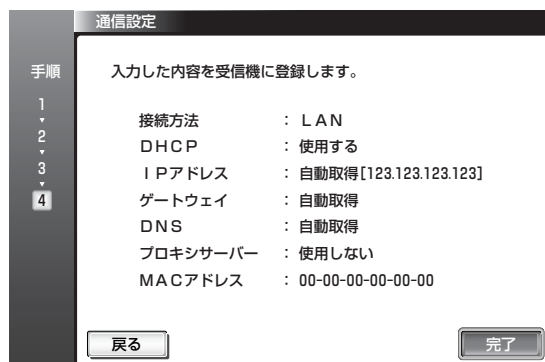 通信設定
手順
1
2
3
4
入力した内容を受信機に登録します。
接続方法 : LAN
DHCP : 使用する
IPアドレス : 自動取得[123.123.123.123]
ゲートウェイ : 自動取得
DNS : 自動取得
プロキシサーバー : 使用しない
MACアドレス : 00-00-00-00-00-00
戻る
完了